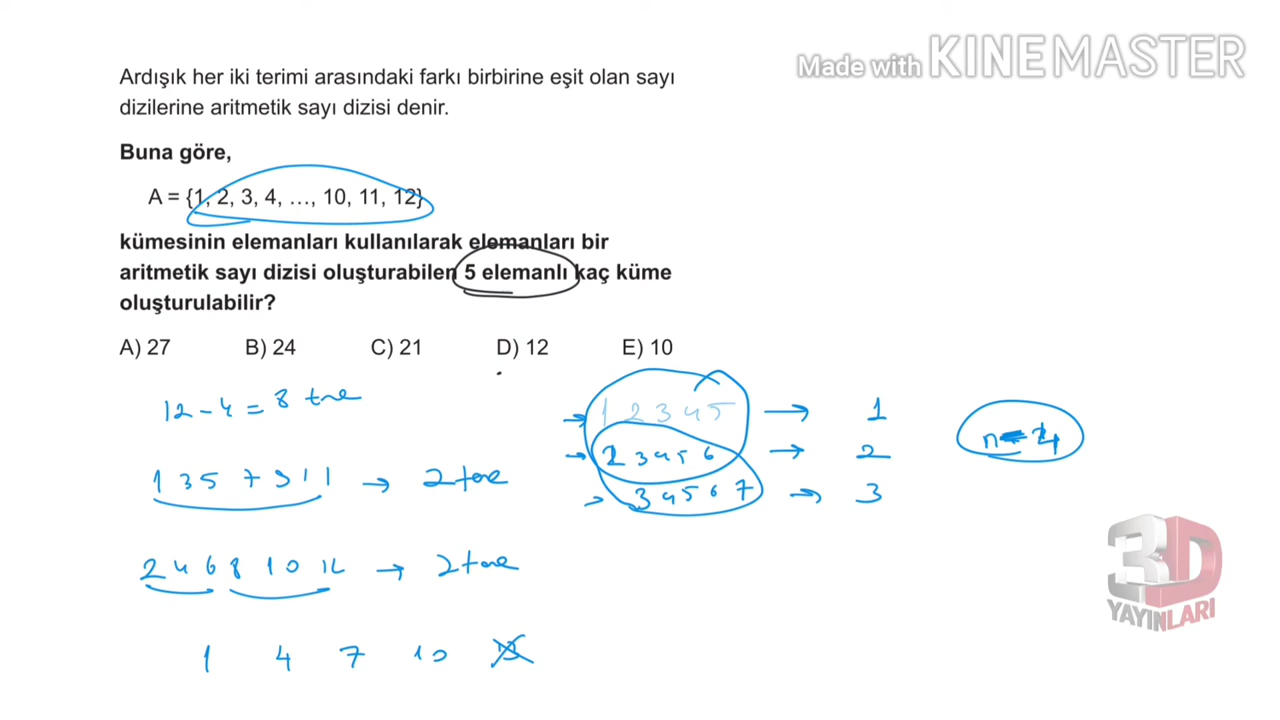 Made with KINEMASTER
Ardışık her iki terimi arasındaki farkı birbirine eşit olan sayı
dizilerine aritmetik sayı dizisi denir.
Buna göre,
A = {1, 2, 3, 4, ..., 10, 11, 12}
kümesinin elemanları kullanılarak elemanları bir
aritmetik sayı dizisi oluşturabilen 5 elemanlı kaç küme
oluşturulabilir?
A) 27 B) 24 C) 21 D) 12 E) 10
12 - 4 = 8 tne
1 2 3 4 5 → 1
2 3 4 5 6 → 2
3 4 5 6 7 → 3
n - 4
1 3 5 7 9 11 → 2 tne
2 4 6 8 10 12 → 2 tne
1 4 7 10
3D
YAYINLARI